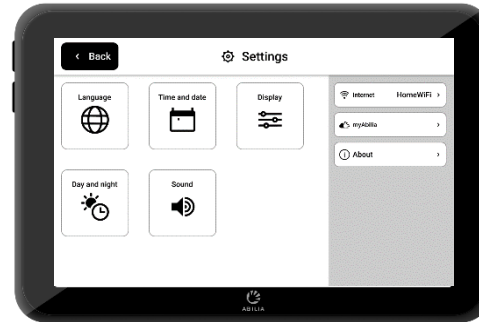 Back
Settings
Language
Time and date
Display
Day and night
Sound
Internet HomeWiFi
myAbilia
About
ABILIA